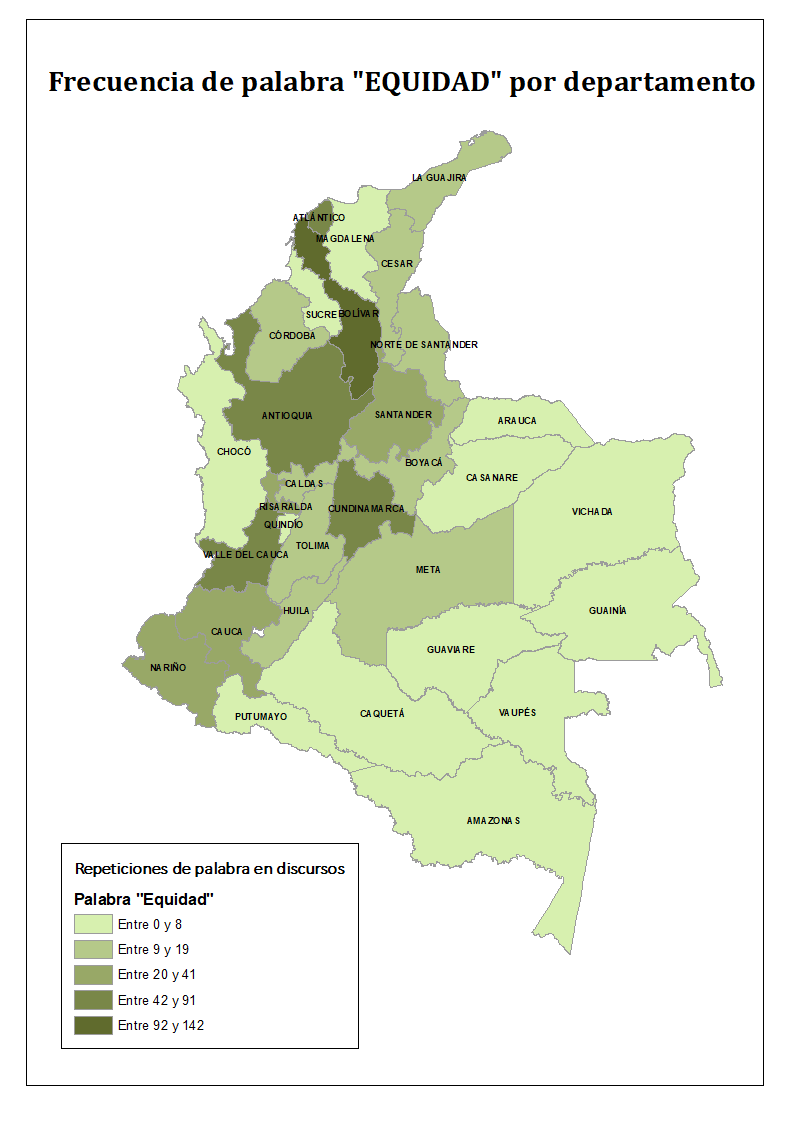 Frecuencia de palabra "EQUIDAD" por departamento
LA GUAJIRA
ATLÁNTICO
MAGDALENA
CESAR
SUCRE
BOLÍVAR
CÓRDOBA
NORTE DE SANTANDER
ANTIOQUIA
SANTANDER
ARAUCA
CHOCÓ
BOYACÁ
CASANARE
CALDAS
RISARALDA
CUNDINAMARCA
VICHADA
QUINDÍO
TOLIMA
VALLE DEL CAUCA
META
HUILA
GUAINÍA
CAUCA
GUAVIARE
NARIÑO
PUTUMAYO
CAQUETÁ
VAUPÉS
AMAZONAS
Repeticiones de palabra en discursos
Palabra "Equidad"
Entre 0 y 8
Entre 9 y 19
Entre 20 y 41
Entre 42 y 91
Entre 92 y 142